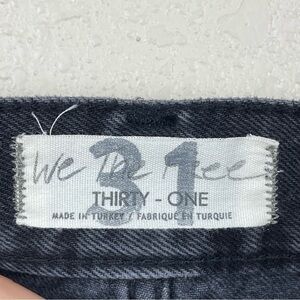 We The Free
31
THIRTY - ONE
MADE IN TURKEY / FABRIQUÉ EN TURQUIE